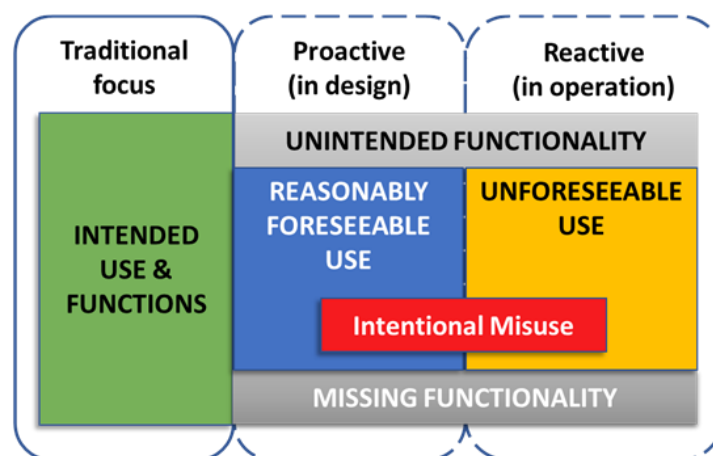 Traditional
focus
Proactive
(in design)
Reactive
(in operation)
UNINTENDED FUNCTIONALITY
INTENDED
USE &
FUNCTIONS
REASONABLY
FORESEEABLE
USE
UNFORESEEABLE
USE
Intentional Misuse
MISSING FUNCTIONALITY